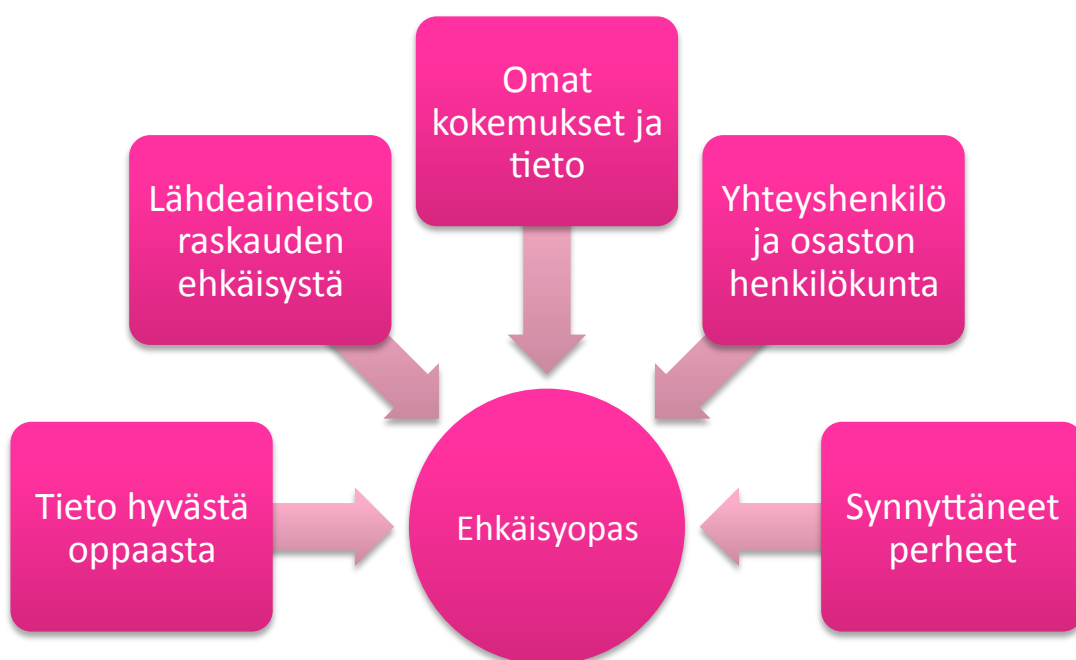 Omat
kokemukset ja
tieto
Lähdeaineisto
raskauden
ehkäisystä
Yhteyshenkilö
ja osaston
henkilökunta
Tieto hyvästä
oppaasta
Ehkäisyopas
Synnyttäneet
perheet